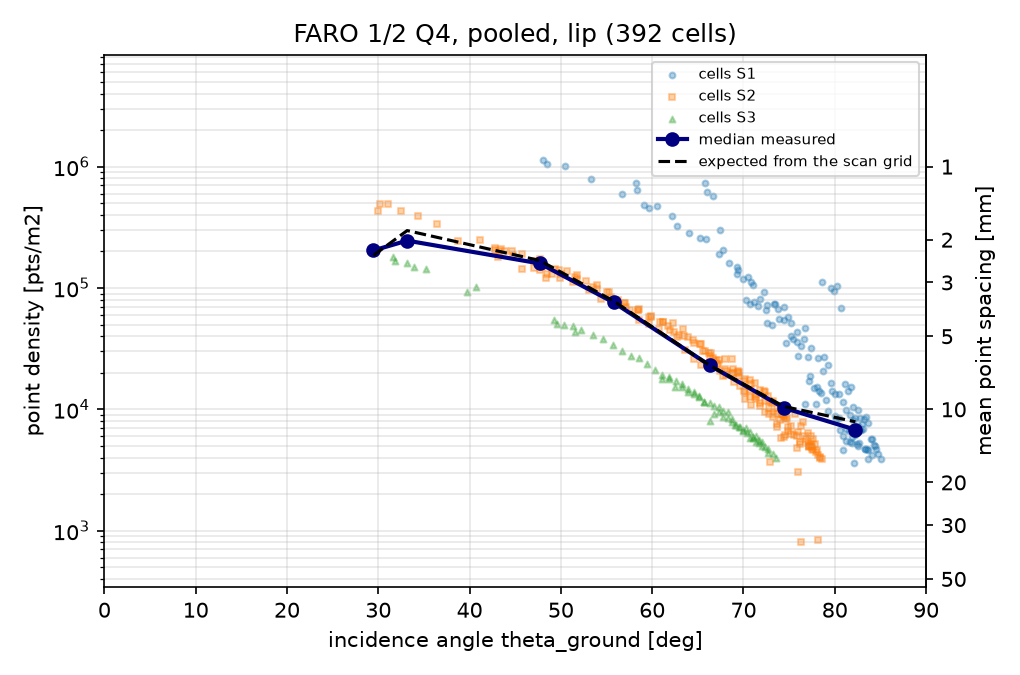 FARO 1/2 Q4, pooled, lip (392 cells)
cells S1
cells S2
cells S3
median measured
expected from the scan grid
point density [pts/m2]
10^6
10^5
10^4
10^3
1
2
3
5
10
20
30
50
mean point spacing [mm]
0 10 20 30 40 50 60 70 80 90
incidence angle theta_ground [deg]